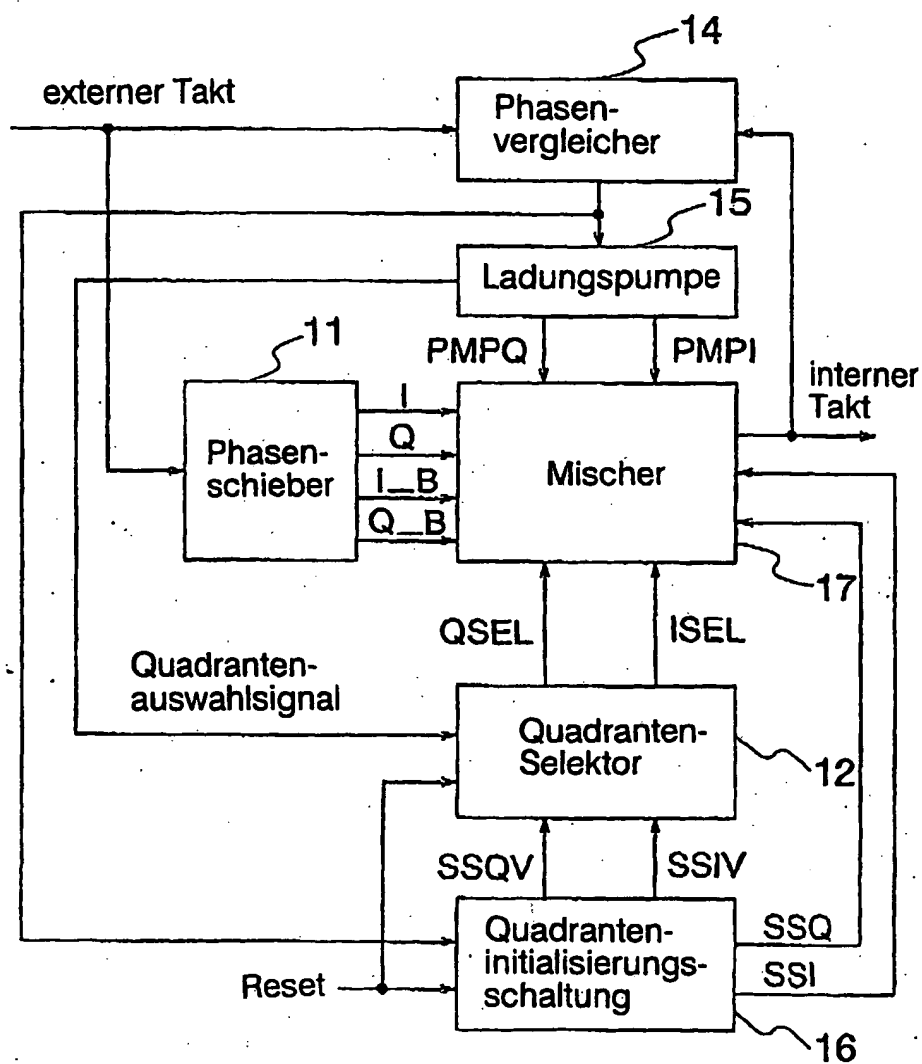 14
externer Takt
Phasen-
vergleicher
15
Ladungspumpe
11
PMPQ
PMPI
interner
Takt
I
Q
I_B
Q_B
Phasen-
schieber
Mischer
17
QSEL
ISEL
Quadranten-
auswahlsignal
Quadranten-
Selektor
12
SSQV
SSIV
Quadranten-
initialisierungs-
schaltung
SSQ
SSI
Reset
16